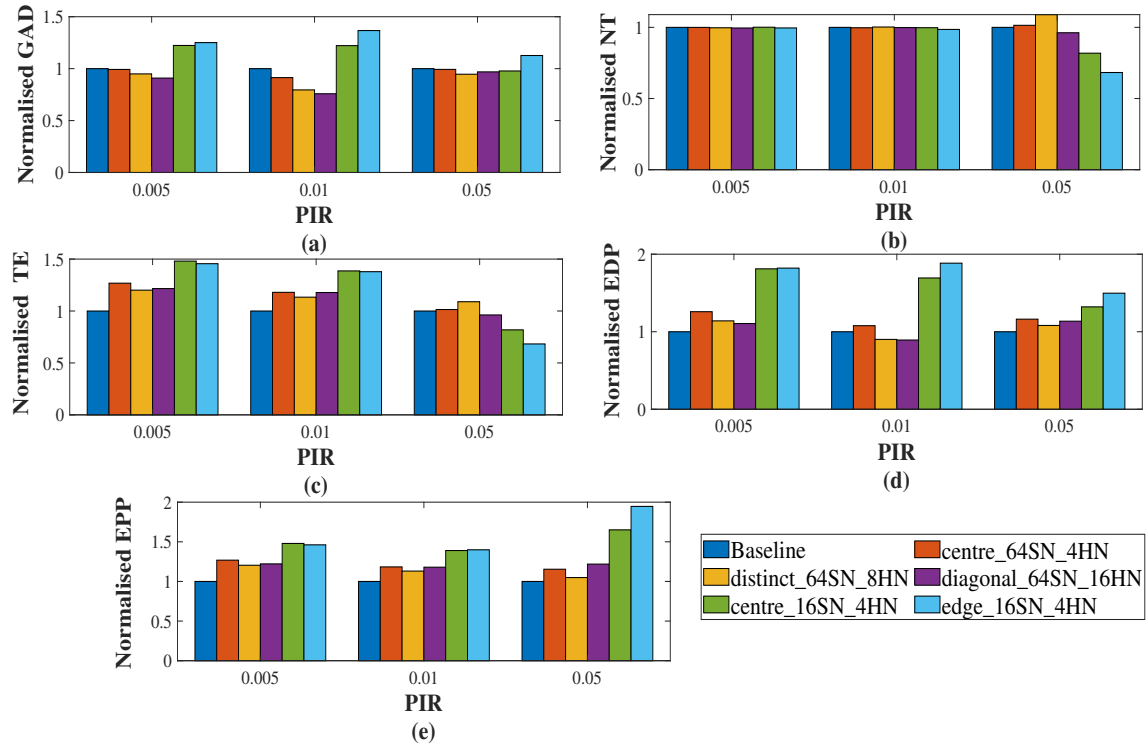 Normalised GAD
1.5
1
0.5
0
0.005
0.01
0.05
PIR
(a)
Normalised NT
1
0.5
0
0.005
0.01
0.05
PIR
(b)
Normalised TE
1.5
1
0.5
0
0.005
0.01
0.05
PIR
(c)
Normalised EDP
2
1
0
0.005
0.01
0.05
PIR
(d)
Normalised EPP
2
1.5
1
0.5
0
0.005
0.01
0.05
PIR
(e)
Baseline
centre_64SN_4HN
distinct_64SN_8HN
diagonal_64SN_16HN
centre_16SN_4HN
edge_16SN_4HN